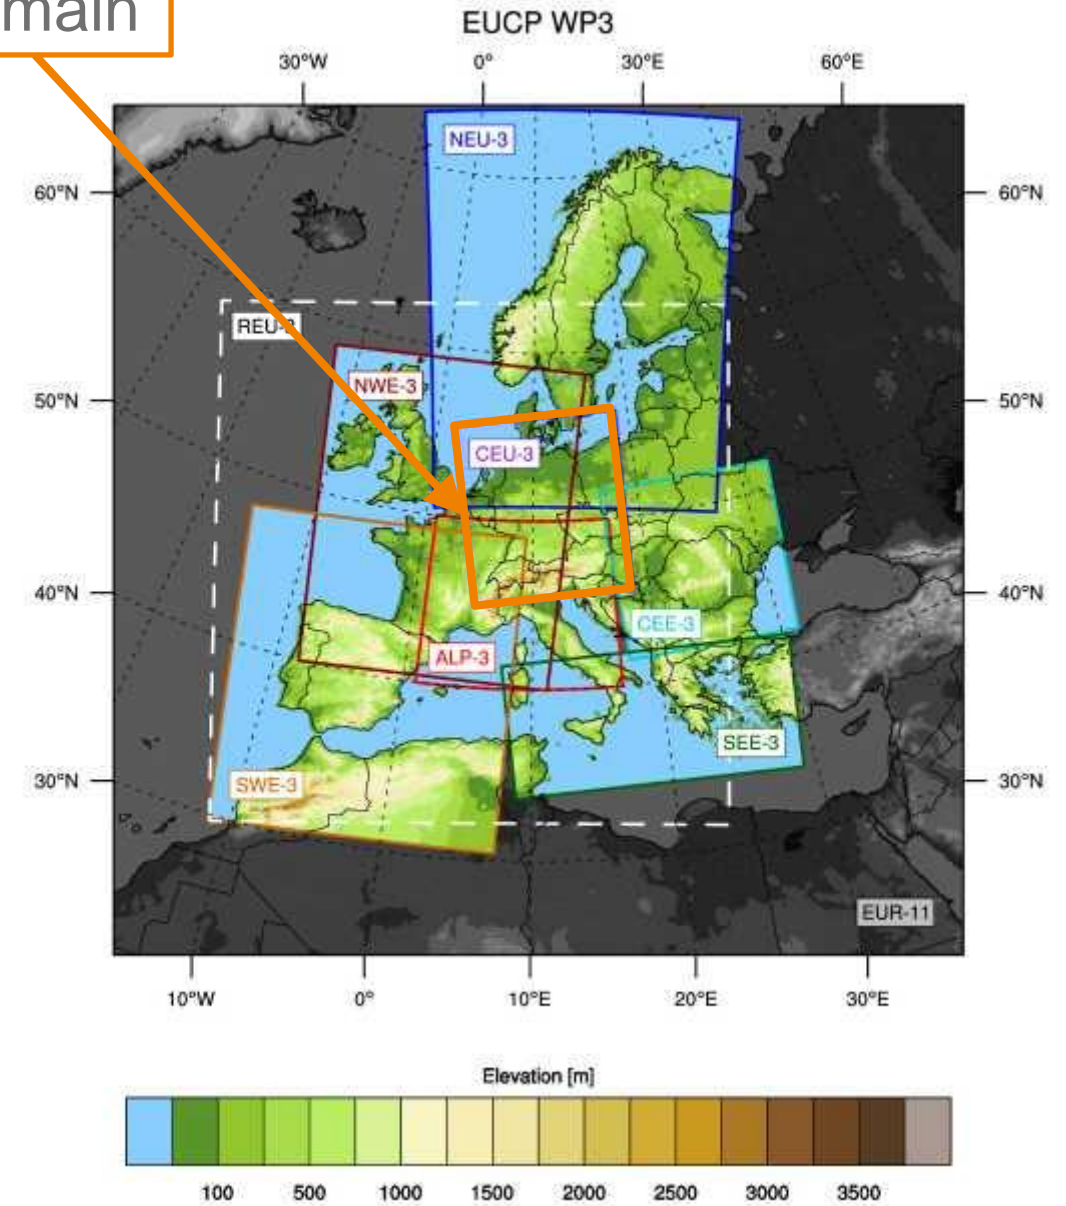 main
EUCP WP3
30°W 0° 30°E 60°E
NEU-3
60°N 60°N
REU-3
NWE-3
50°N 50°N
CEU-3
40°N 40°N
CEE-3
ALP-3
SEE-3
30°N 30°N
SWE-3
EUR-11
10°W 0° 10°E 20°E 30°E
Elevation [m]
100 500 1000 1500 2000 2500 3000 3500